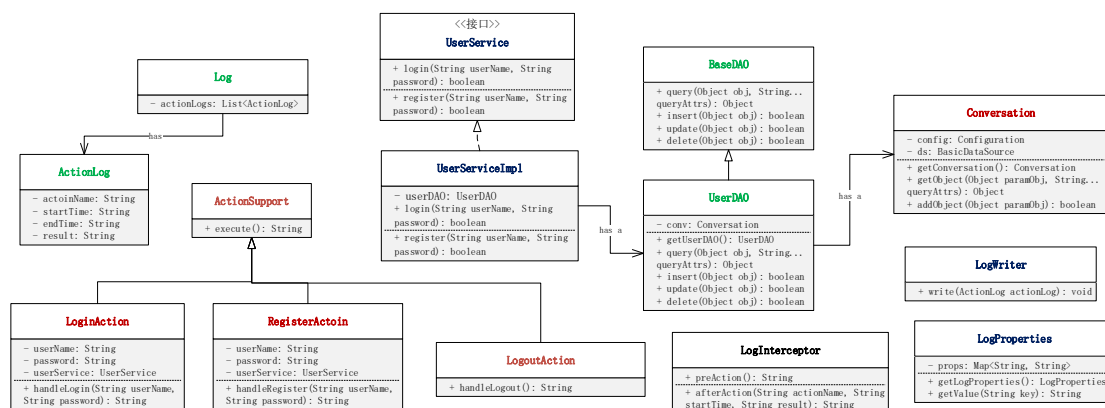 <<接口>>
UserService
+ login(String userName, String
password): boolean
+ register(String userName, String
password): boolean
Log
- actionLogs: List<ActionLog>
has
ActionLog
- actoinName: String
- startTime: String
- endTime: String
- result: String
ActionSupport
+ execute(): String
UserServiceImpl
- userDAO: UserDAO
+ login(String userName, String
password): boolean
+ register(String userName, String
password): boolean
has a
BaseDAO
+ query(Object obj, String...
queryAttrs): Object
+ insert(Object obj): boolean
+ update(Object obj): boolean
+ delete(Object obj): boolean
UserDAO
- conv: Conversation
+ getUserDAO(): UserDAO
+ query(Object obj, String...
queryAttrs): Object
+ insert(Object obj): boolean
+ update(Object obj): boolean
+ delete(Object obj): boolean
has a
Conversation
- config: Configuration
- ds: BasicDataSource
+ getConversation(): Conversation
+ getObject(Object paramObj, String...
queryAttrs): Object
+ addObject(Object paramObj): boolean
LogWriter
+ write(ActionLog actionLog): void
LoginAction
- userName: String
- password: String
- userService: UserService
+ handleLogin(String userName,
String password): String
RegisterActoin
- userName: String
- password: String
- userService: UserService
+ handleRegister(String userName,
String password): String
LogoutAction
+ handleLogout(): String
LogInterceptor
+ preAction(): String
+ afterAction(String actionName, String
startTime, String result): String
LogProperties
- props: Map<String, String>
+ getLogProperties(): LogProperties
+ getValue(String key): String